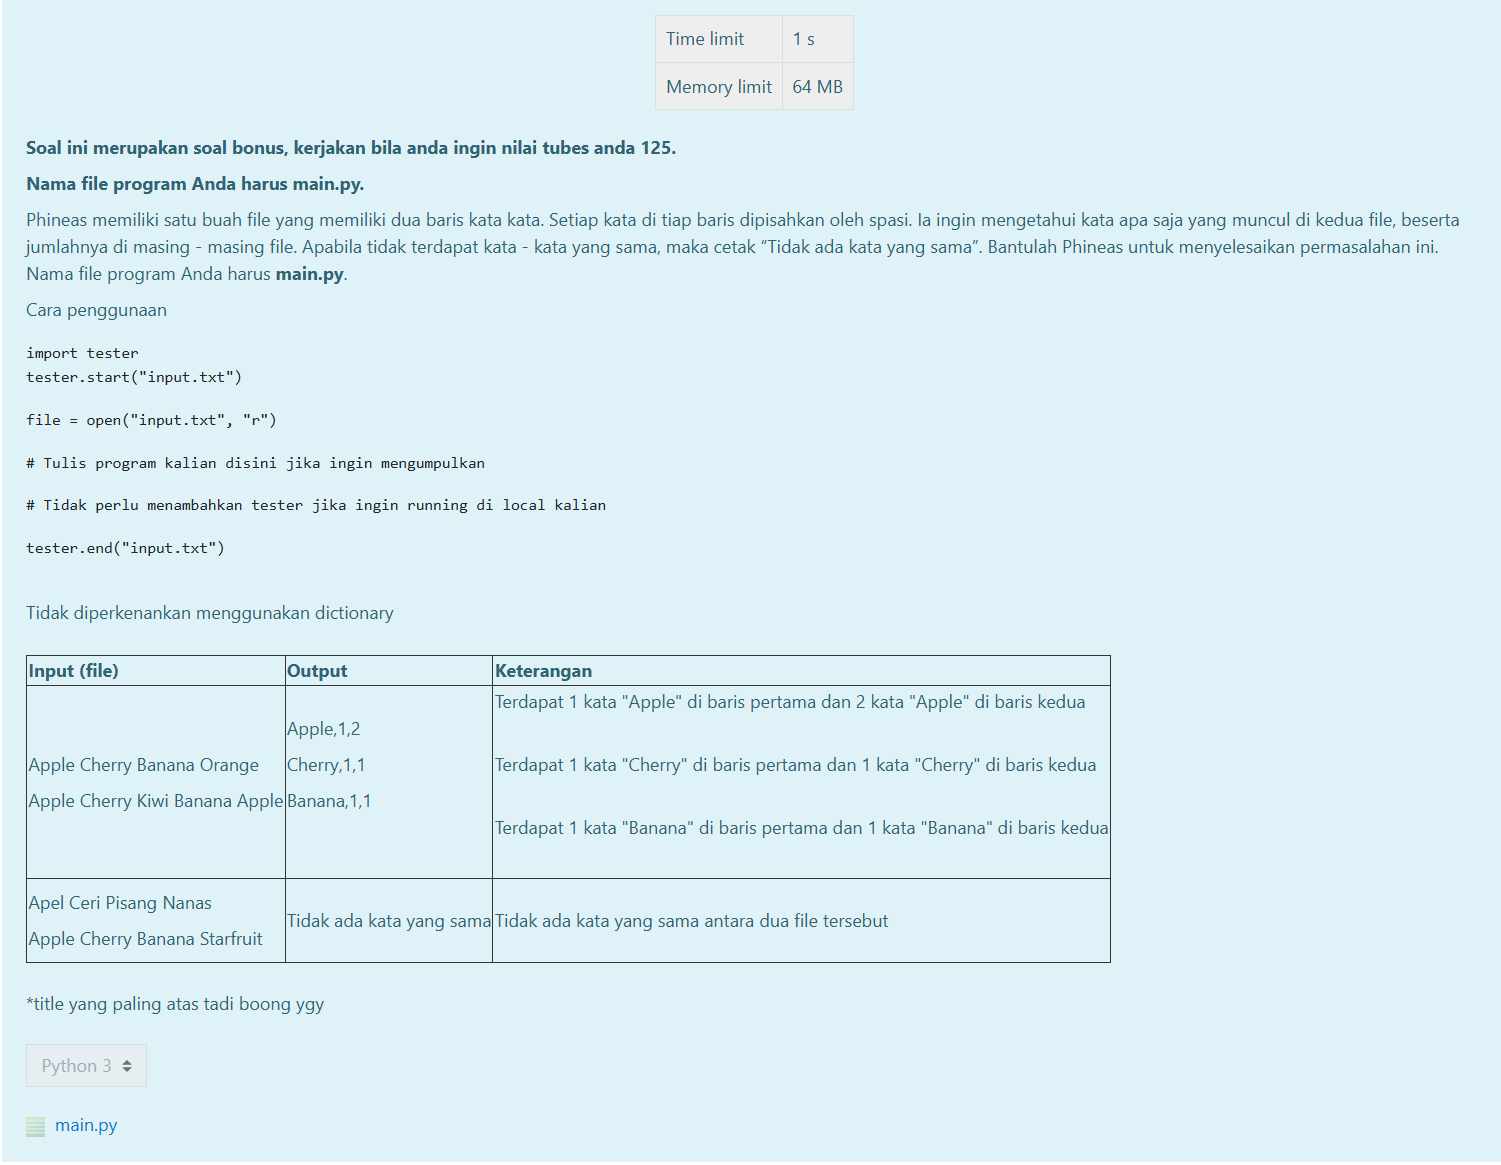 Time limit 1 s
Memory limit 64 MB
Soal ini merupakan soal bonus, kerjakan bila anda ingin nilai tubes anda 125.
Nama file program Anda harus main.py.
Phineas memiliki satu buah file yang memiliki dua baris kata kata. Setiap kata di tiap baris dipisahkan oleh spasi. Ia ingin mengetahui kata apa saja yang muncul di kedua file, beserta
jumlahnya di masing - masing file. Apabila tidak terdapat kata - kata yang sama, maka cetak “Tidak ada kata yang sama”. Bantulah Phineas untuk menyelesaikan permasalahan ini.
Nama file program Anda harus main.py.
Cara penggunaan
import tester
tester.start("input.txt")
file = open("input.txt", "r")
# Tulis program kalian disini jika ingin mengumpulkan
# Tidak perlu menambahkan tester jika ingin running di local kalian
tester.end("input.txt")
Tidak diperkenankan menggunakan dictionary
Input (file) Output Keterangan
Apple Cherry Banana Orange
Apple Cherry Kiwi Banana Apple
Apple,1,2
Cherry,1,1
Banana,1,1
Terdapat 1 kata "Apple" di baris pertama dan 2 kata "Apple" di baris kedua
Terdapat 1 kata "Cherry" di baris pertama dan 1 kata "Cherry" di baris kedua
Terdapat 1 kata "Banana" di baris pertama dan 1 kata "Banana" di baris kedua
Apel Ceri Pisang Nanas
Apple Cherry Banana Starfruit
Tidak ada kata yang sama
Tidak ada kata yang sama antara dua file tersebut
*title yang paling atas tadi boong ygy
Python 3
main.py